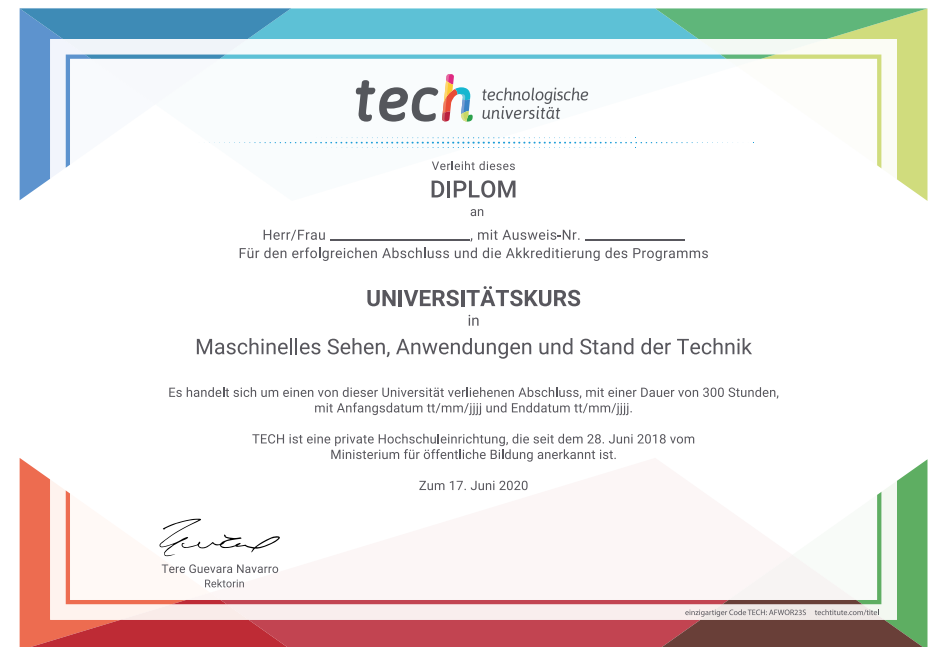 tech technologische
universität
Verleiht dieses
DIPLOM
an
Herr/Frau ____________________, mit Ausweis-Nr. ______________
Für den erfolgreichen Abschluss und die Akkreditierung des Programms
UNIVERSITÄTSKURS
in
Maschinelles Sehen, Anwendungen und Stand der Technik
Es handelt sich um einen von dieser Universität verliehenen Abschluss, mit einer Dauer von 300 Stunden,
mit Anfangsdatum tt/mm/jjjj und Enddatum tt/mm/jjjj.
TECH ist eine private Hochschuleinrichtung, die seit dem 28. Juni 2018 vom
Ministerium für öffentliche Bildung anerkannt ist.
Zum 17. Juni 2020
Tere Guevara Navarro
Rektorin
einzigartiger Code TECH: AFWOR23S techtitute.com/titel